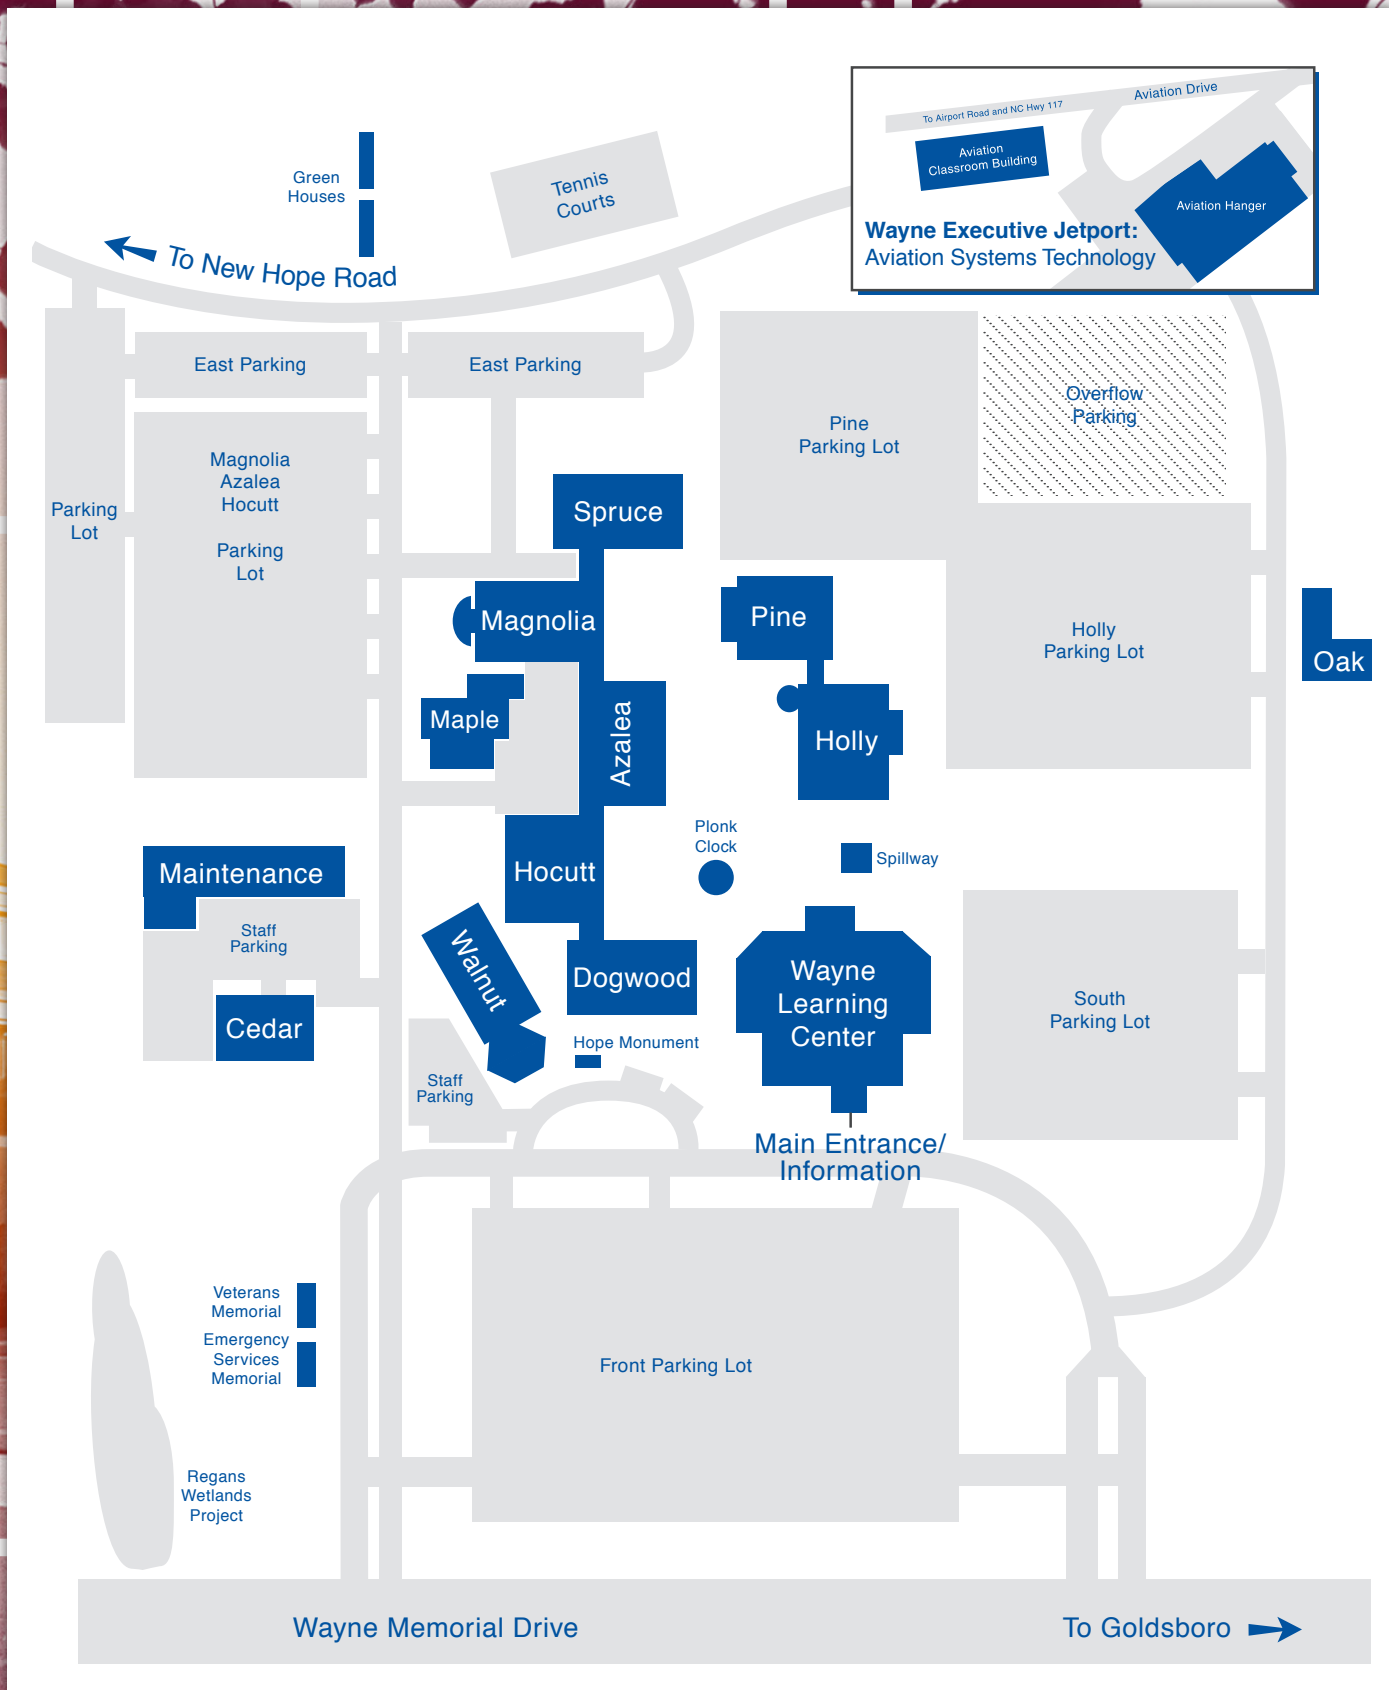 To Airport Road and NC Hwy 117
Aviation Drive
Aviation
Classroom Building
Aviation Hanger
Wayne Executive Jetport:
Aviation Systems Technology
Green
Houses
Tennis
Courts
To New Hope Road
East Parking
East Parking
Pine
Parking Lot
Overflow
Parking
Magnolia
Azalea
Hocutt
Parking
Lot
Parking
Lot
Spruce
Magnolia
Pine
Holly
Parking Lot
Oak
Maple
Azalea
Holly
Plonk
Clock
Spillway
Maintenance
Hocutt
Staff
Parking
Walnut
Dogwood
Wayne
Learning
Center
South
Parking Lot
Cedar
Hope Monument
Staff
Parking
Main Entrance/
Information
Veterans
Memorial
Emergency
Services
Memorial
Front Parking Lot
Regans
Wetlands
Project
Wayne Memorial Drive
To Goldsboro